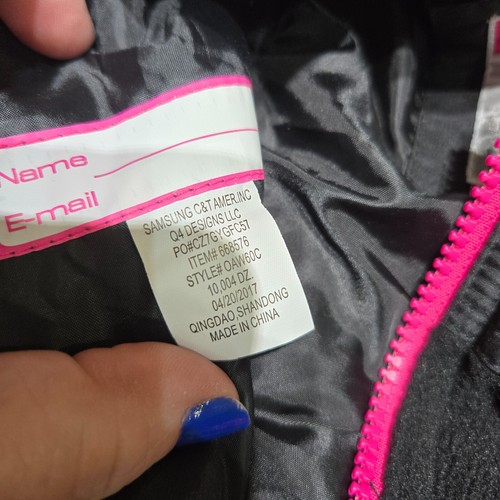 Name
E-mail
SAMSUNG C&T AMER.INC
Q4 DESIGNS LLC
PO#CZ7GYGFC57
ITEM# 668576
STYLE# OAW60C
10.004 DZ.
04/20/2017
QINGDAO SHANDONG
MADE IN CHINA